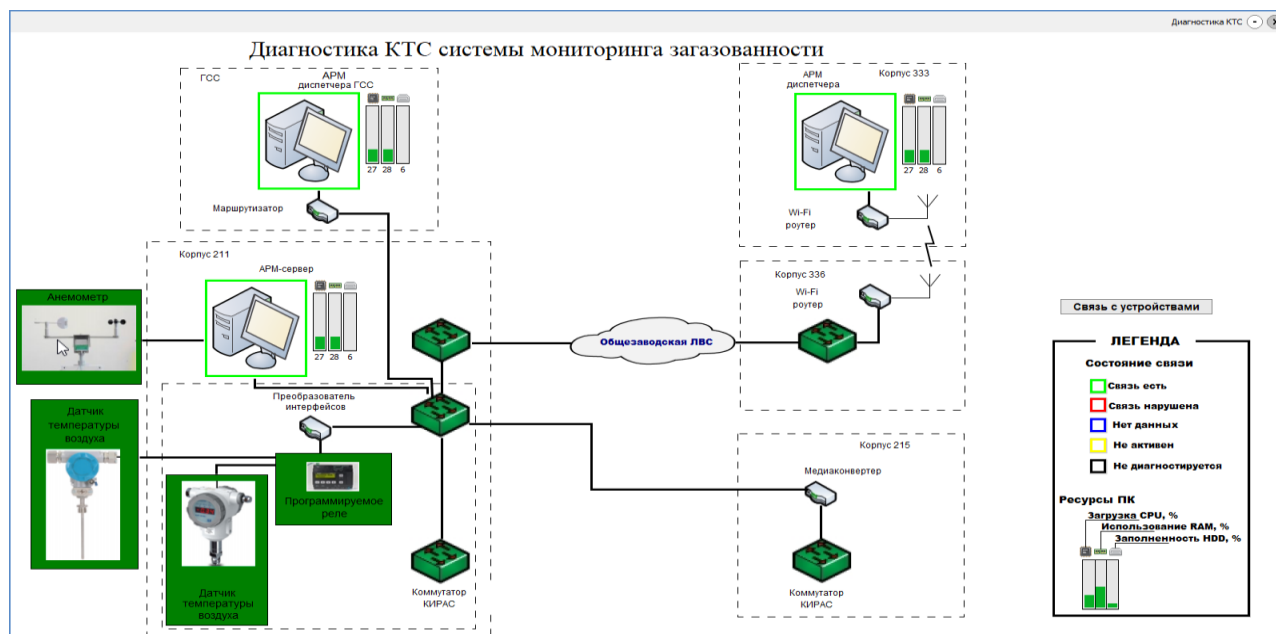 Диагностика КТС
Диагностика КТС системы мониторинга загазованности
ГСС
АРМ
диспетчера ГСС
27 28 6
Маршрутизатор
АРМ
диспетчера
Корпус 333
27 28 6
Wi-Fi
роутер
Корпус 211
АРМ-сервер
27 28 6
Анемометр
Корпус 336
Wi-Fi
роутер
Общезаводская ЛВС
Связь с устройствами
ЛЕГЕНДА
Состояние связи
Связь есть
Связь нарушена
Нет данных
Не активен
Не диагностируется
Ресурсы ПК
Загрузка CPU, %
Использование RAM, %
Заполненность HDD, %
Преобразователь
интерфейсов
Датчик
температуры
воздуха
Программируемое
реле
Датчик
температуры
воздуха
Коммутатор
КИРАС
Корпус 215
Медиаконвертер
Коммутатор
КИРАС